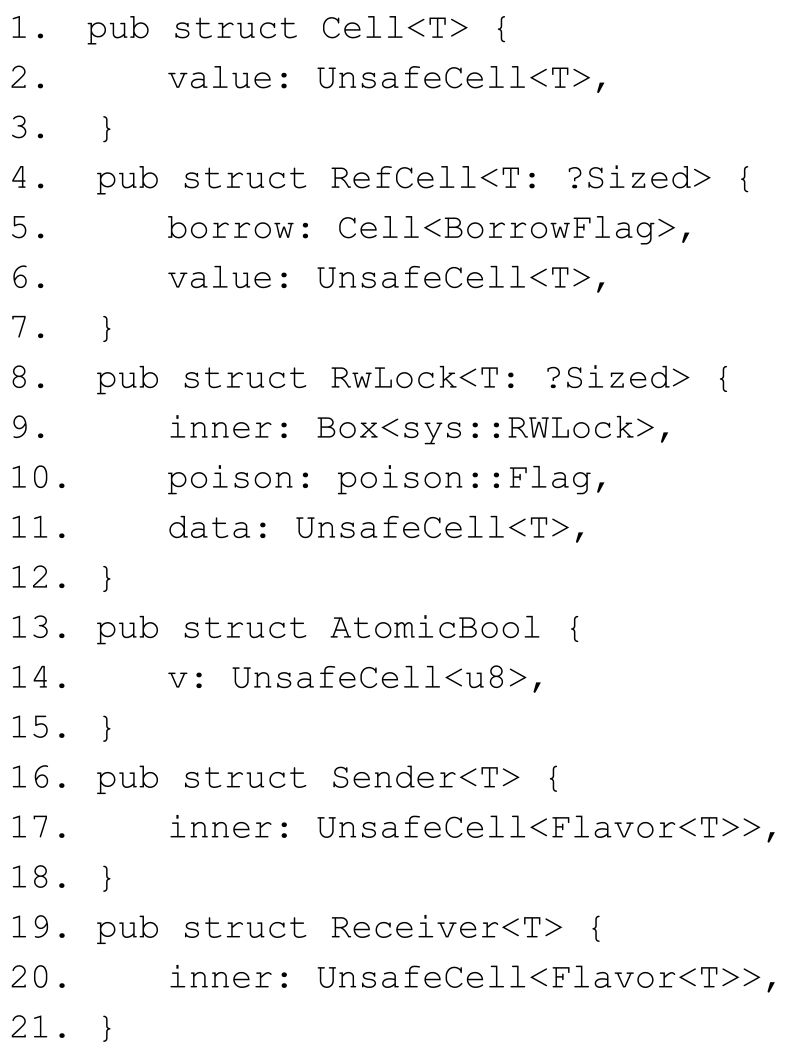 1. pub struct Cell<T> {
2.     value: UnsafeCell<T>,
3. }
4. pub struct RefCell<T: ?Sized> {
5.     borrow: Cell<BorrowFlag>,
6.     value: UnsafeCell<T>,
7. }
8. pub struct RwLock<T: ?Sized> {
9.     inner: Box<sys::RWLock>,
10.     poison: poison::Flag,
11.     data: UnsafeCell<T>,
12. }
13. pub struct AtomicBool {
14.     v: UnsafeCell<u8>,
15. }
16. pub struct Sender<T> {
17.     inner: UnsafeCell<Flavor<T>>,
18. }
19. pub struct Receiver<T> {
20.     inner: UnsafeCell<Flavor<T>>,
21. }